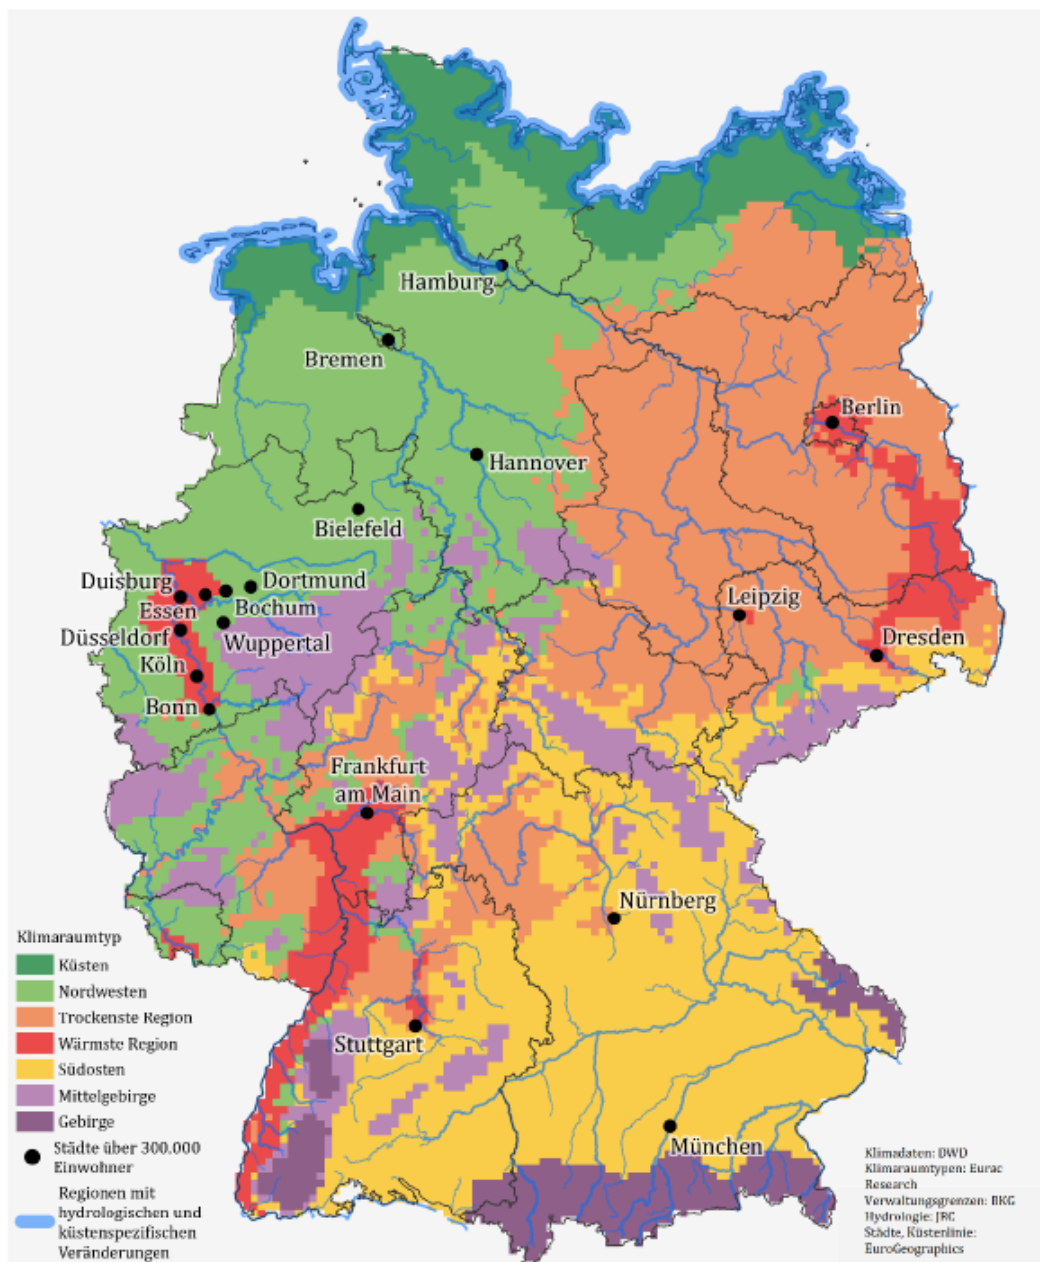 Hamburg
Bremen
Berlin
Hannover
Bielefeld
Duisburg
Dortmund
Essen
Bochum
Leipzig
Düsseldorf
Wuppertal
Dresden
Köln
Bonn
Frankfurt
am Main
Nürnberg
Stuttgart
München
Klimaraumtyp
Küsten
Nordwesten
Trockenste Region
Wärmste Region
Südosten
Mittelgebirge
Gebirge
Städte über 300.000
Einwohner
Regionen mit
hydrologischen und
küstenspezifischen
Veränderungen
Klimadaten: DWD
Klimaraumtypen: Eurac
Research
Verwaltungsgrenzen: BKG
Hydrologie: JRC
Städte, Küstenlinie:
EuroGeographics